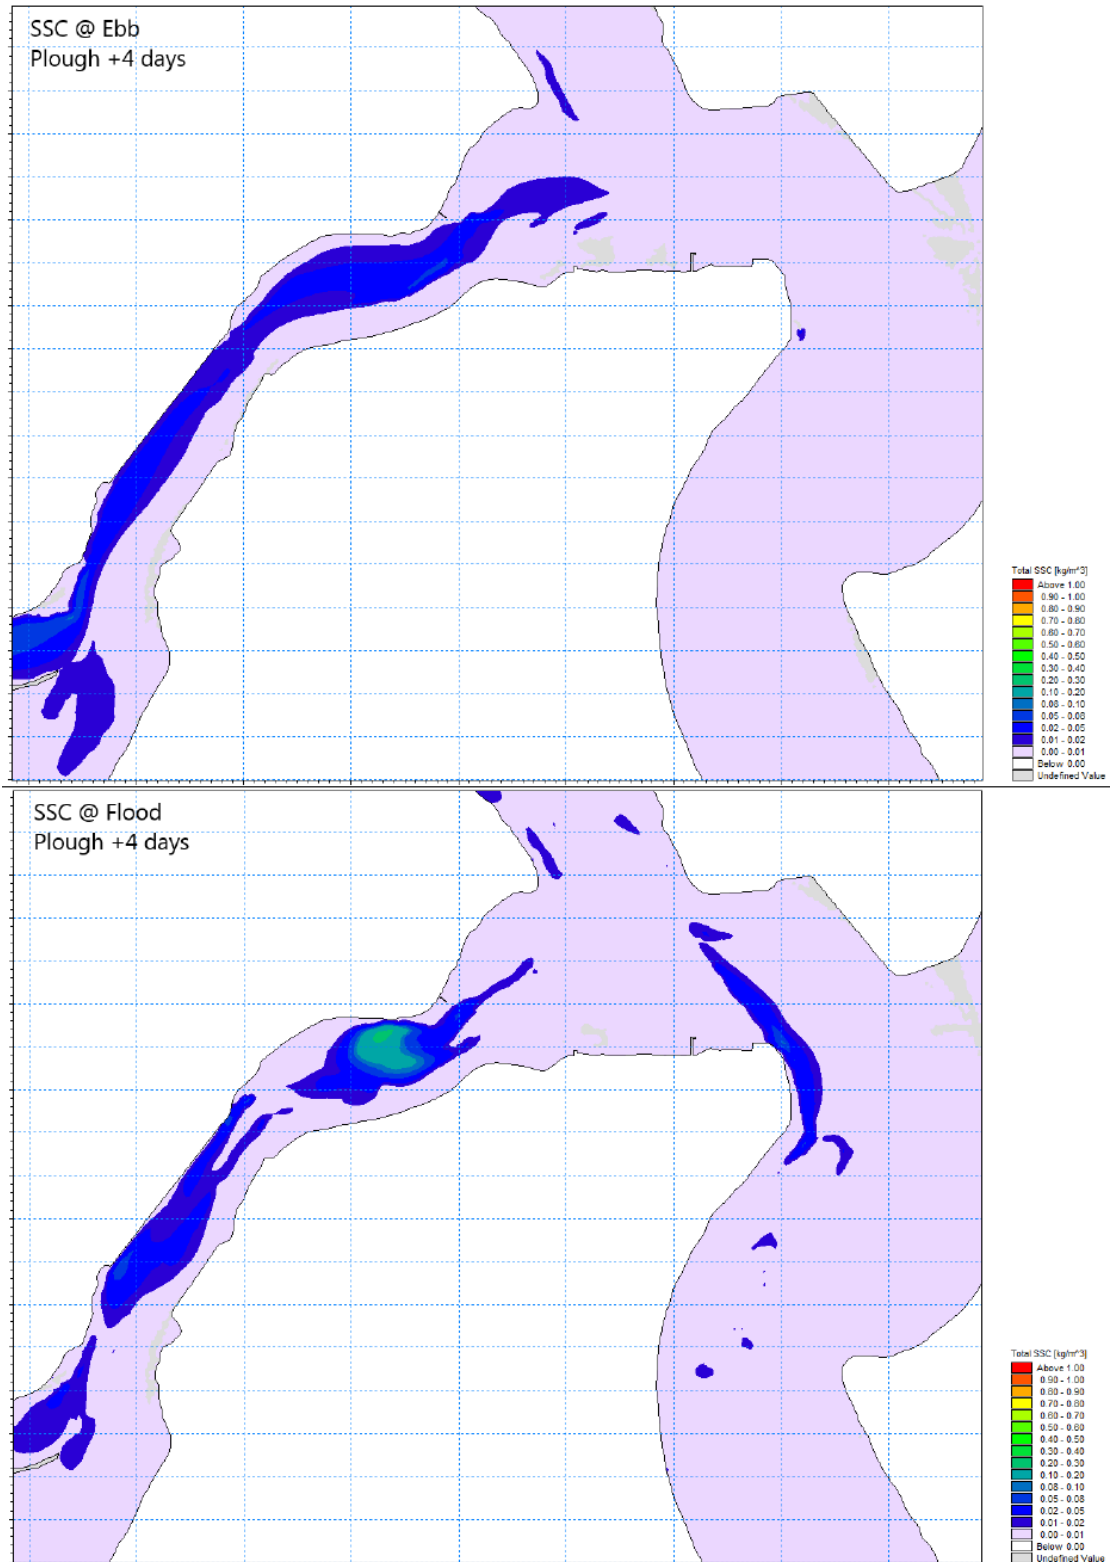 SSC @ Ebb
Plough +4 days
Total SSC [kg/m^3]
Above 1.00
0.90 - 1.00
0.80 - 0.90
0.70 - 0.80
0.60 - 0.70
0.50 - 0.60
0.40 - 0.50
0.30 - 0.40
0.20 - 0.30
0.10 - 0.20
0.08 - 0.10
0.05 - 0.08
0.02 - 0.05
0.01 - 0.02
0.00 - 0.01
Below 0.00
Undefined Value
SSC @ Flood
Plough +4 days
Total SSC [kg/m^3]
Above 1.00
0.90 - 1.00
0.80 - 0.90
0.70 - 0.80
0.60 - 0.70
0.50 - 0.60
0.40 - 0.50
0.30 - 0.40
0.20 - 0.30
0.10 - 0.20
0.08 - 0.10
0.05 - 0.08
0.02 - 0.05
0.01 - 0.02
0.00 - 0.01
Below 0.00
Undefined Value